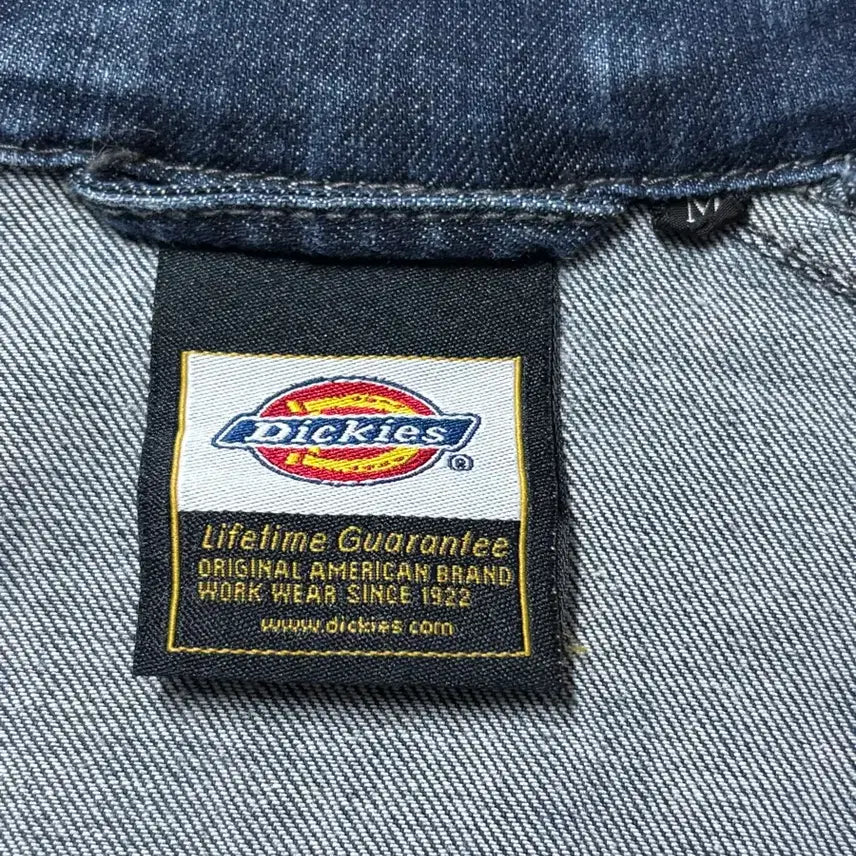 M
Dickies®
Lifetime Guarantee
ORIGINAL AMERICAN BRAND
WORK WEAR SINCE 1922
www.dickies.com